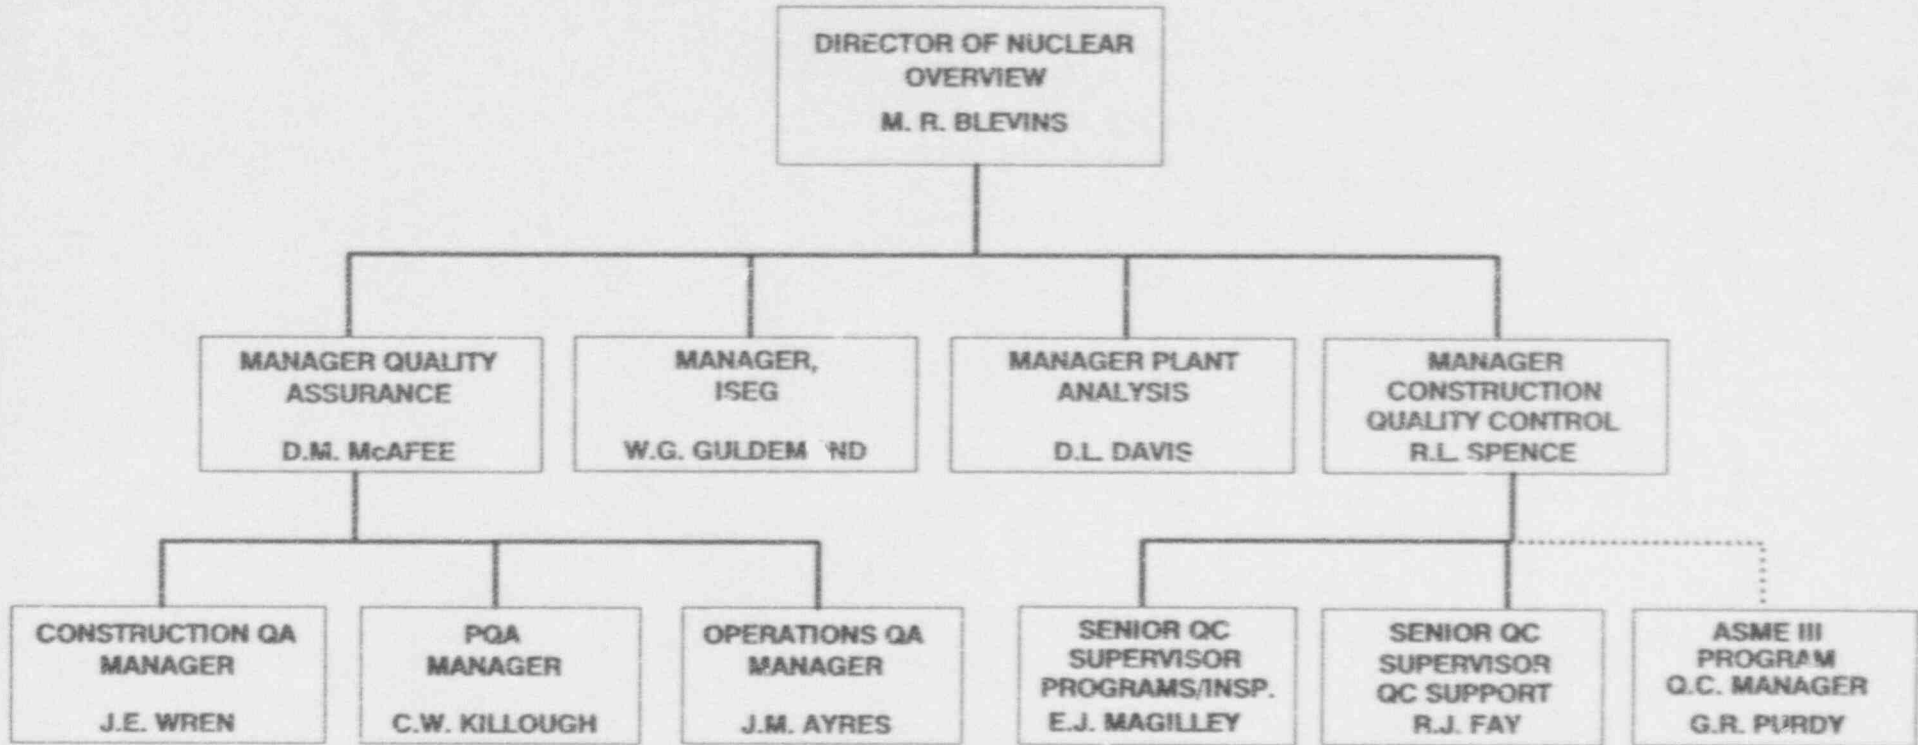 DIRECTOR OF NUCLEAR
OVERVIEW
M. R. BLEVINS
MANAGER QUALITY
ASSURANCE
D.M. McAFEE
MANAGER,
ISEG
W.G.
MANAGER PLANT
ANALYSIS
D.L. DAVIS
MANAGER
CONSTRUCTION
QUALITY CONTROL
R.L. SPENCE
CONSTRUCTION QA
MANAGER
J.E. WREN
PQA
MANAGER
C.W. KILLOUGH
OPERATIONS QA
MANAGER
J.M. AYRES
SENIOR QC
SUPERVISOR
PROGRAMS/INSP.
E.J. MAGILLEY
SENIOR QC
SUPERVISOR
QC SUPPORT
R.J. FAY
ASME III
PROGRAM
Q.C. MANAGER
G.R. PURDY